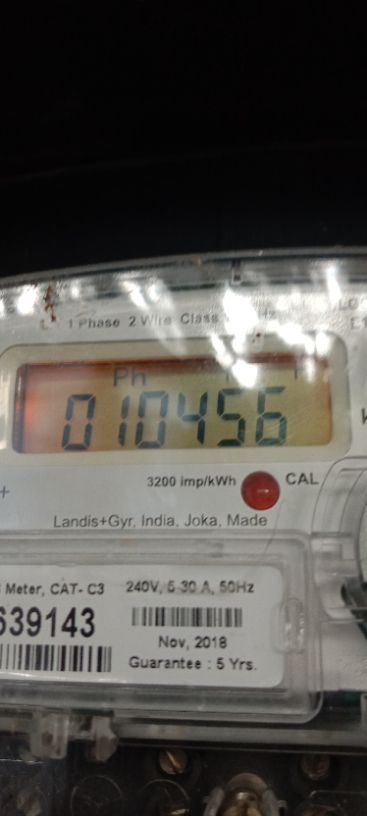 1 Phase 2 Wire Class
Ph
010456
3200 imp/kWh
CAL
Landis+Gyr, India, Joka, Made
Meter, CAT- C3
240V, 5-30 A, 50Hz
639143
Nov, 2018
Guarantee : 5 Yrs.